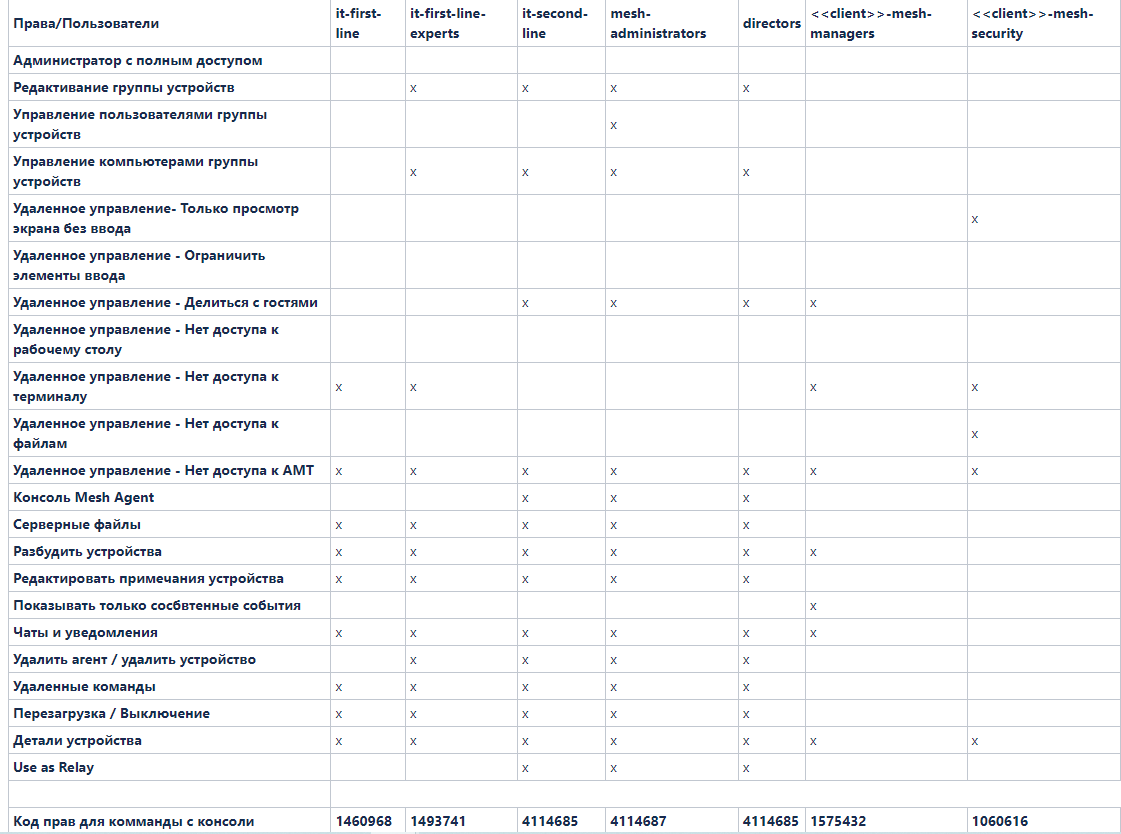 Права/Пользователи it-first-line it-first-line-experts it-second-line mesh-administrators directors <<client>>-mesh-managers <<client>>-mesh-security
Администратор с полным доступом
Редактивание группы устройств x x x x
Управление пользователями группы
устройств x
Управление компьютерами группы
устройств x x x x
Удаленное управление- Только просмотр
экрана без ввода x
Удаленное управление - Ограничить
элементы ввода
Удаленное управление - Делиться с гостями x x x x
Удаленное управление - Нет доступа к
рабочему столу
Удаленное управление - Нет доступа к
терминалу x x x x
Удаленное управление - Нет доступа к
файлам x
Удаленное управление - Нет доступа к AMT x x x x x x x
Консоль Mesh Agent x x x
Серверные файлы x x x x x
Разбудить устройства x x x x x x
Редактировать примечания устройства x x x x x
Показывать только сосбвтенные события x
Чаты и уведомления x x x x x x
Удалить агент / удалить устройство x x x x
Удаленные команды x x x x x
Перезагрузка / Выключение x x x x x
Детали устройства x x x x x x x
Use as Relay x x x
Код прав для комманды с консоли 1460968 1493741 4114685 4114687 4114685 1575432 1060616